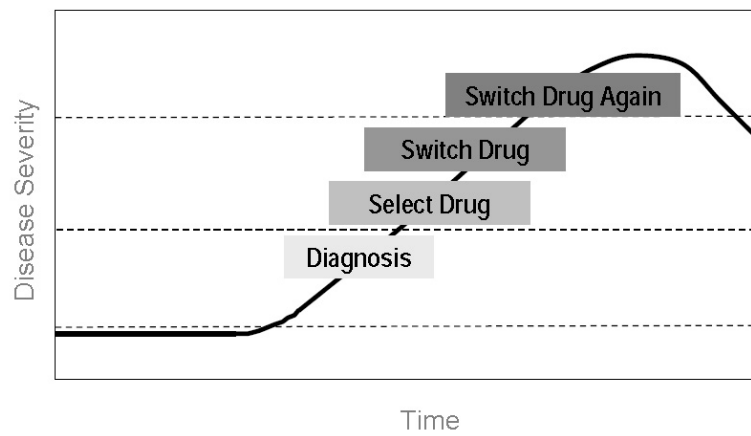 Switch Drug Again
Switch Drug
Select Drug
Diagnosis
Disease Severity
Time